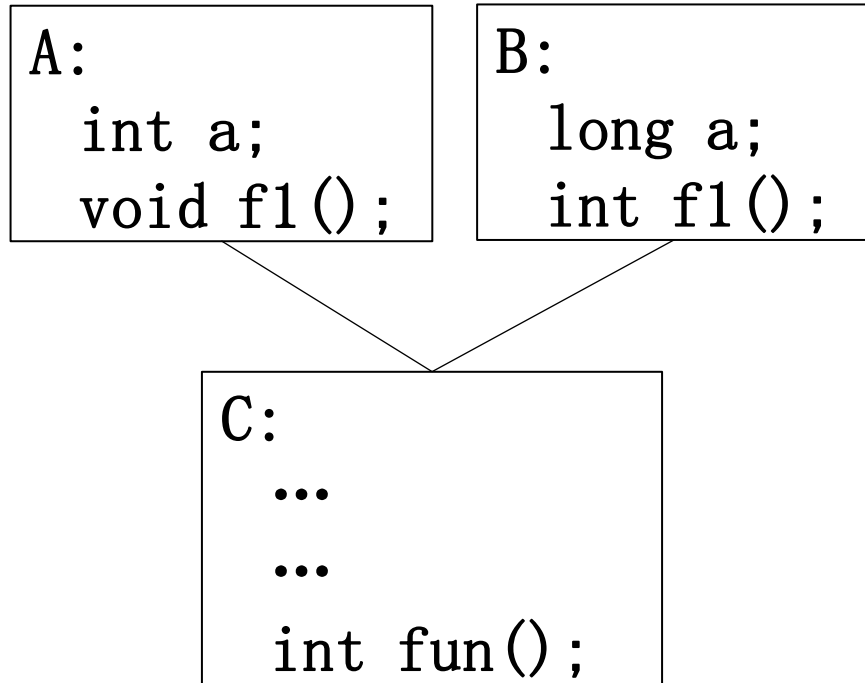 A:
int a;
void f1();
B:
long a;
int f1();
C:
…
…
int fun();